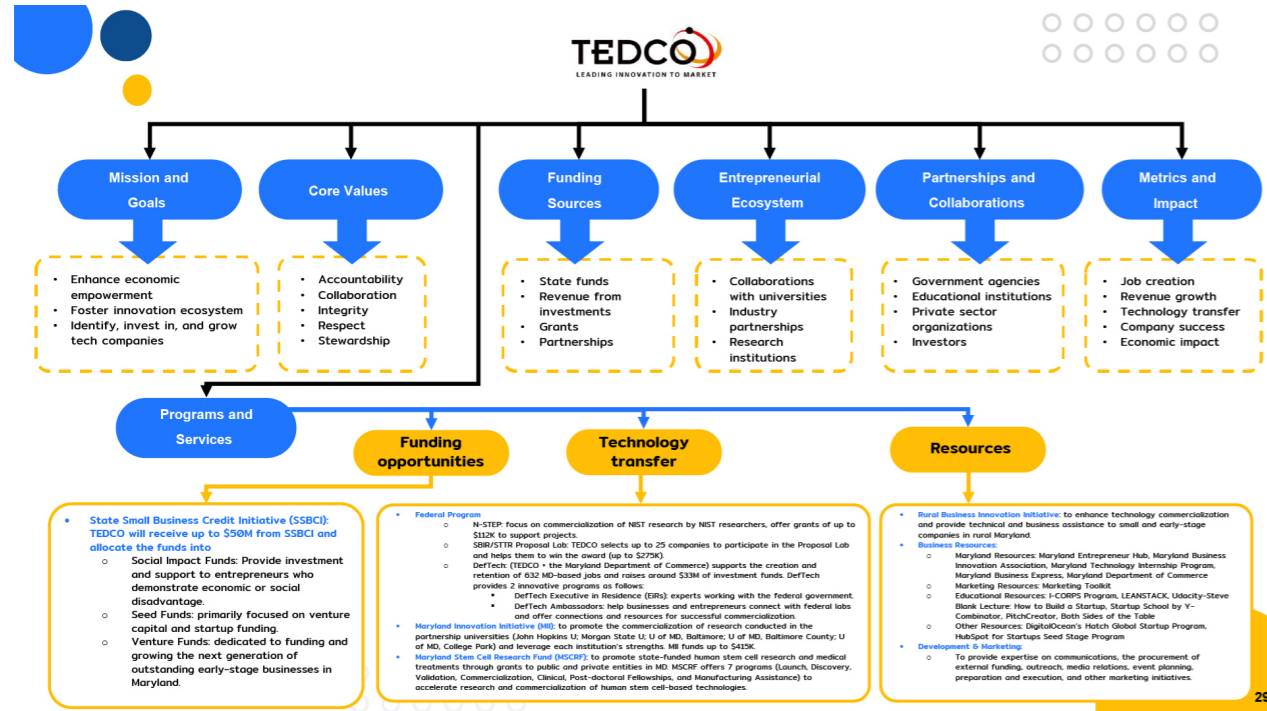 TEDCO
LEADING INNOVATION TO MARKET
Mission and
Goals
Core Values
Funding
Sources
Entrepreneurial
Ecosystem
Partnerships and
Collaborations
Metrics and
Impact
• Enhance economic
empowerment
• Foster innovation ecosystem
• Identify, invest in, and grow
tech companies
• Accountability
• Collaboration
• Integrity
• Respect
• Stewardship
• State funds
• Revenue from
investments
• Grants
• Partnerships
• Collaborations
with universities
• Industry
partnerships
• Research
institutions
• Government agencies
• Educational institutions
• Private sector
organizations
• Investors
• Job creation
• Revenue growth
• Technology transfer
• Company success
• Economic impact
Programs and
Services
Funding
opportunities
Technology
transfer
Resources
• State Small Business Credit Initiative (SSBCI):
TEDCO will receive up to $50M from SSBCI and
allocate the funds into
o Social Impact Funds: Provide investment
and support to entrepreneurs who
demonstrate economic or social
disadvantage.
o Seed Funds: primarily focused on venture
capital and startup funding.
o Venture Funds: dedicated to funding and
growing the next generation of
outstanding early-stage businesses in
Maryland.
• Federal Program
o N-STEP: focus on commercialization of NIST research by NIST researchers, offer grants of up to
$112K to support projects.
o SBIR/STTR Proposal Lab: TEDCO selects up to 25 companies to participate in the Proposal Lab
and helps them to win the award (up to $275K).
o DefTech: (TEDCO + the Maryland Department of Commerce) supports the creation and
retention of 632 MD-based jobs and raises around $33M of investment funds. DefTech
provides 2 innovative programs as follows:
▪ DefTech Executive in Residence (EiRs): experts working with the federal government.
▪ DefTech Ambassadors: help businesses and entrepreneurs connect with federal labs
and offer connections and resources for successful commercialization.
• Maryland Innovation Initiative (MII): to promote the commercialization of research conducted in the
partnership universities (John Hopkins U; Morgan State U; U of MD, Baltimore; U of MD, Baltimore County; U
of MD, College Park) and leverage each institution's strengths. MII funds up to $415K.
• Maryland Stem Cell Research Fund (MSCRF): to promote state-funded human stem cell research and medical
treatments through grants to public and private entities in MD. MSCRF offers 7 programs (Launch, Discovery,
Validation, Commercialization, Clinical, Post-doctoral Fellowships, and Manufacturing Assistance) to
accelerate research and commercialization of human stem cell-based technologies.
• Rural Business Innovation Initiative: to enhance technology commercialization
and provide technical and business assistance to small and early-stage
companies in rural Maryland.
• Business Resources:
o Maryland Resources: Maryland Entrepreneur Hub, Maryland Business
Innovation Association, Maryland Technology Internship Program,
Maryland Business Express, Maryland Department of Commerce
o Marketing Resources: Marketing Toolkit
o Educational Resources: I-CORPS Program, LEANSTACK, Udacity-Steve
Blank Lecture: How to Build a Startup, Startup School by Y-
Combinator, PitchCreator, Both Sides of the Table
o Other Resources: DigitalOcean's Hatch Global Startup Program,
HubSpot for Startups Seed Stage Program
• Development & Marketing:
o To provide expertise on communications, the procurement of
external funding, outreach, media relations, event planning,
preparation and execution, and other marketing initiatives.
29